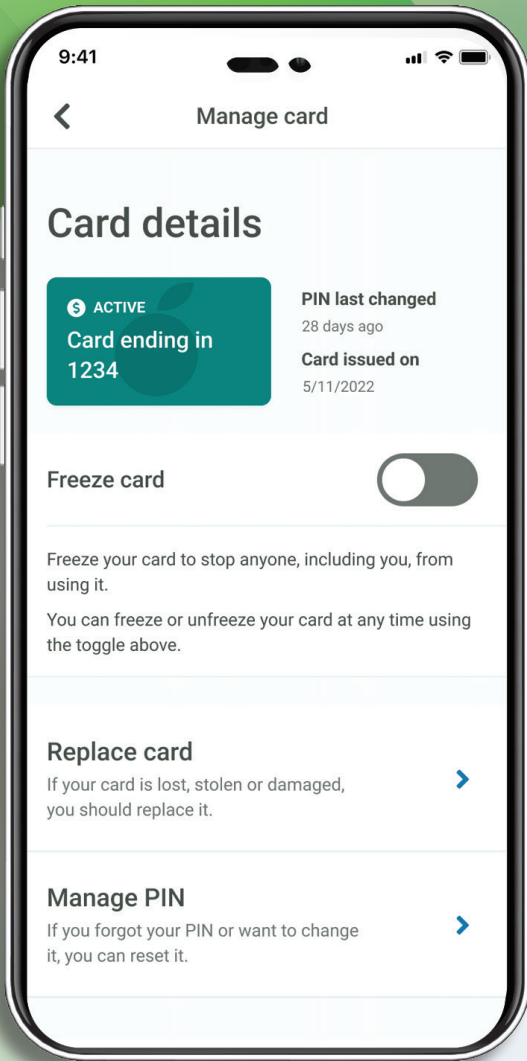 9:41
Manage card
Card details
$ ACTIVE
Card ending in
1234
PIN last changed
28 days ago
Card issued on
5/11/2022
Freeze card
Freeze your card to stop anyone, including you, from
using it.
You can freeze or unfreeze your card at any time using
the toggle above.
Replace card
If your card is lost, stolen or damaged,
you should replace it.
Manage PIN
If you forgot your PIN or want to change
it, you can reset it.